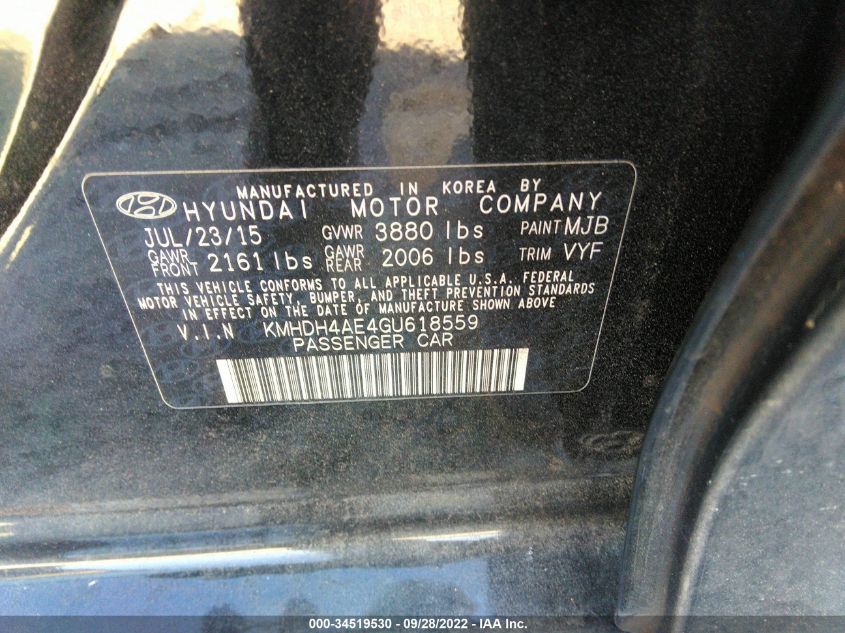 MANUFACTURED IN KOREA BY
HYUNDAI MOTOR COMPANY
JUL/23/15 GVWR 3880 lbs PAINT MJB
GAWR FRONT 2161 lbs GAWR REAR 2006 lbs TRIM VYF
THIS VEHICLE CONFORMS TO ALL APPLICABLE U.S.A. FEDERAL
MOTOR VEHICLE SAFETY, BUMPER, AND THEFT PREVENTION STANDARDS
IN EFFECT ON THE DATE OF MANUFACTURE SHOWN ABOVE
V.I.N KMHDH4AE4GU618559
PASSENGER CAR
000-34519530 - 09/28/2022 - IAA Inc.